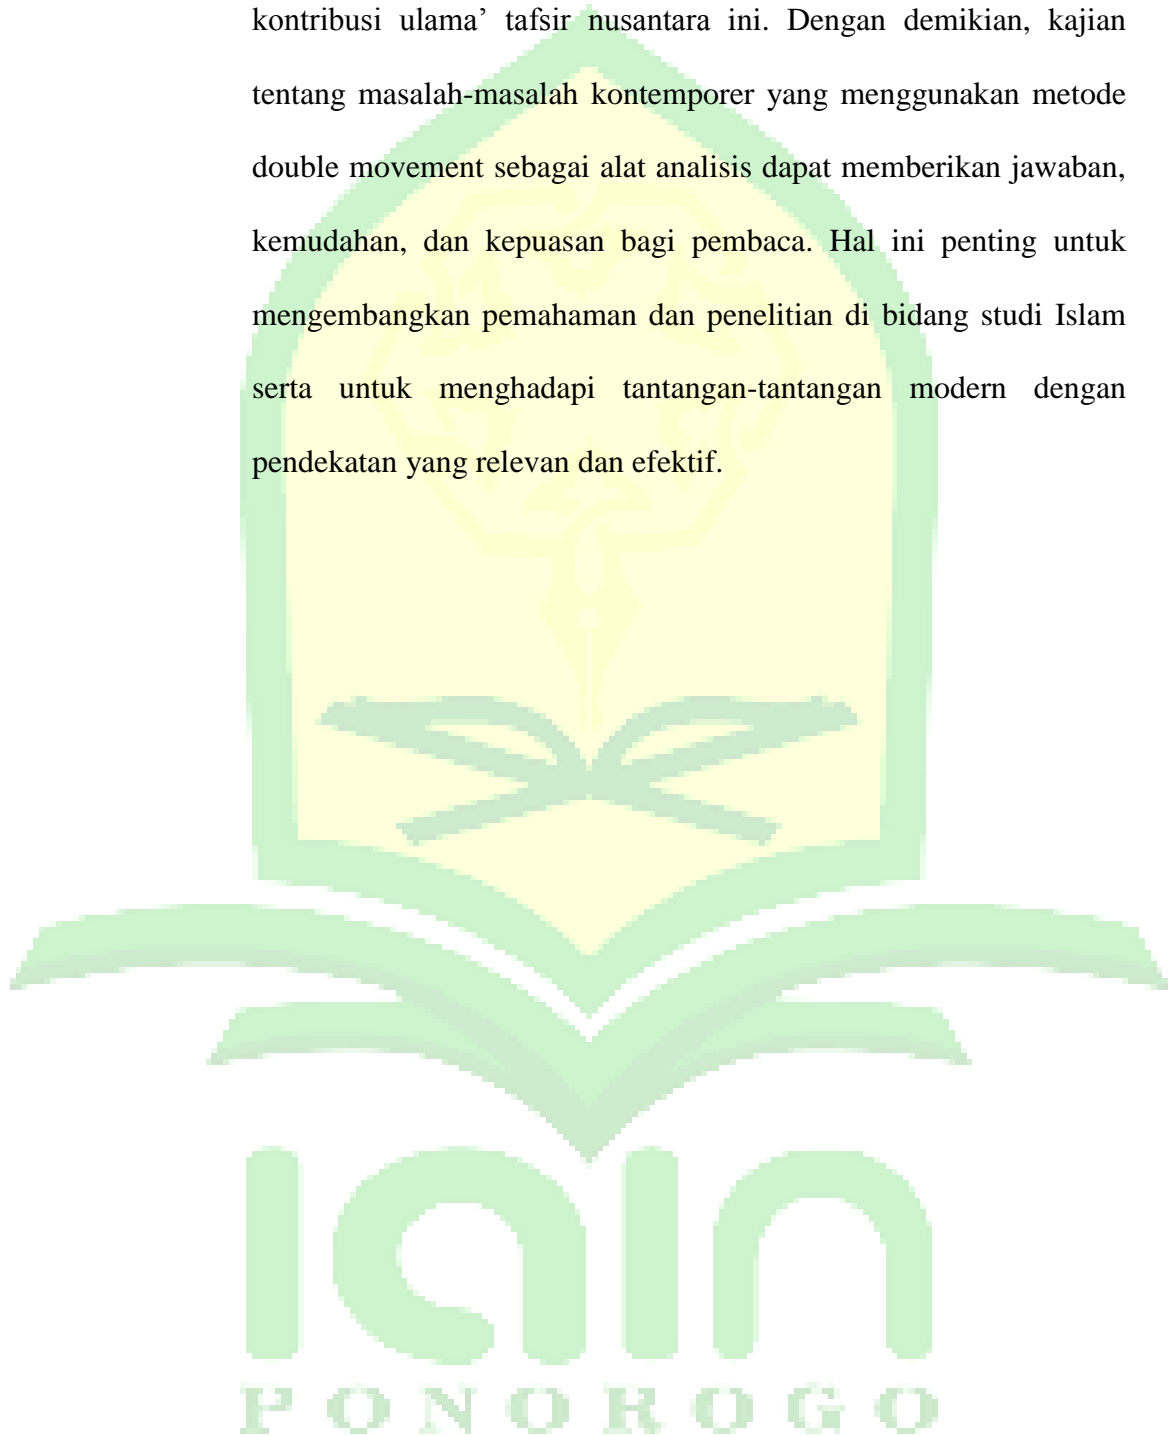 kontribusi ulama’ tafsir nusantara ini. Dengan demikian, kajian
tentang masalah-masalah kontemporer yang menggunakan metode
double movement sebagai alat analisis dapat memberikan jawaban,
kemudahan, dan kepuasan bagi pembaca. Hal ini penting untuk
mengembangkan pemahaman dan penelitian di bidang studi Islam
serta untuk menghadapi tantangan-tantangan modern dengan
pendekatan yang relevan dan efektif.
iain
PONOROGO